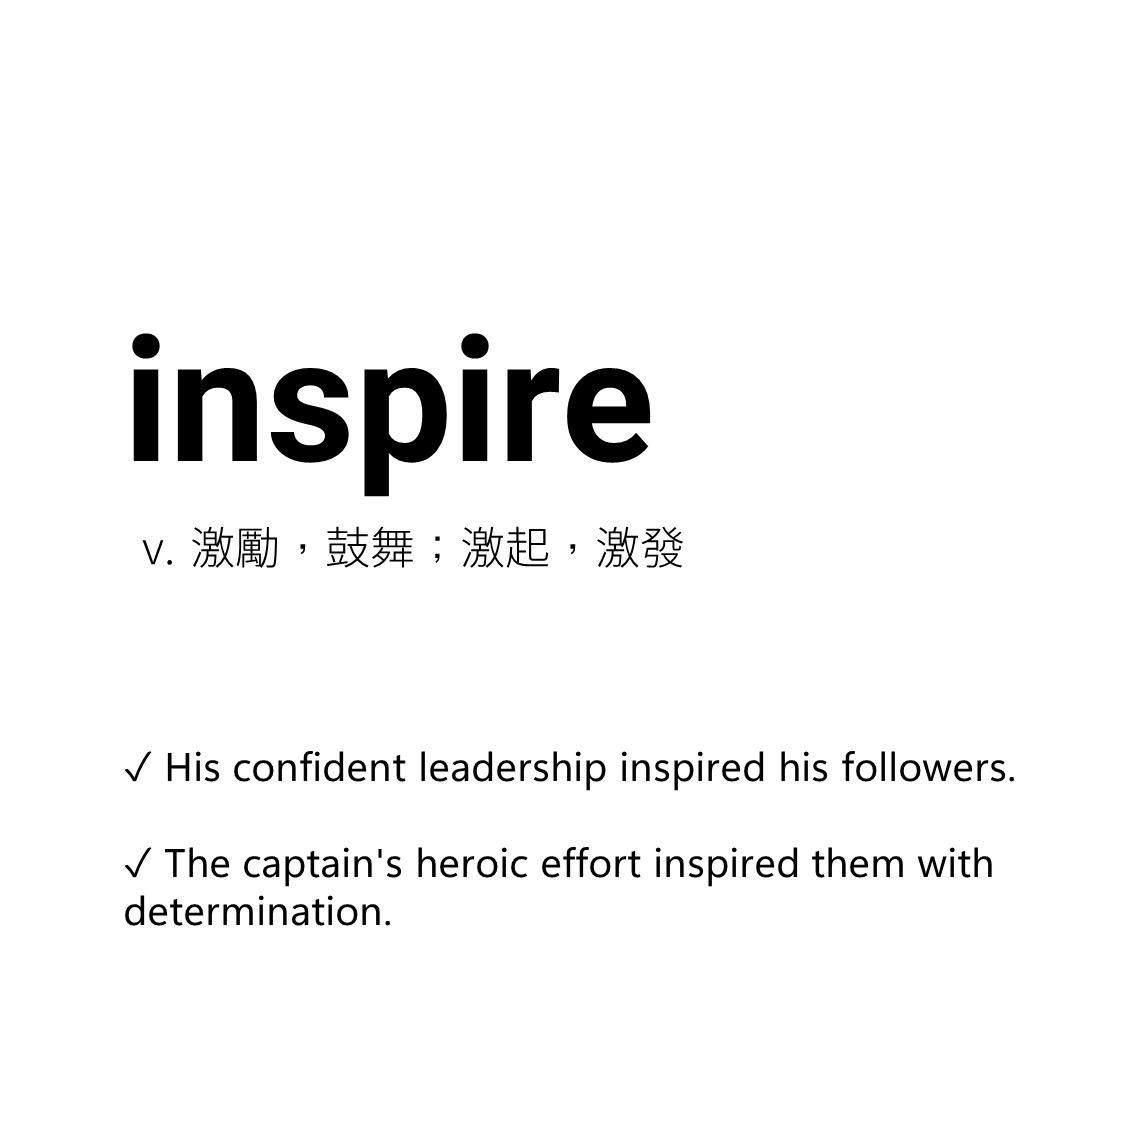 inspire
v. 激勵，鼓舞；激起，激發
✓ His confident leadership inspired his followers.
✓ The captain's heroic effort inspired them with
determination.